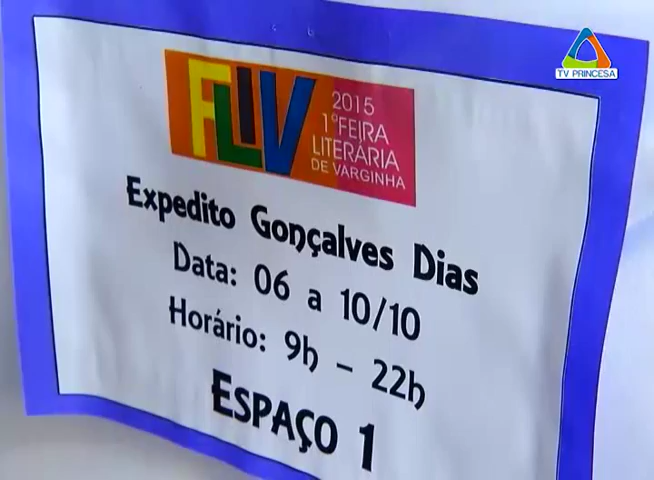 TV PRINCESA
FLIV
2015
1ª FEIRA
LITERÁRIA
DE VARGINHA
Expedito Gonçalves Dias
Data: 06 a 10/10
Horário: 9h – 22h
ESPAÇO 1